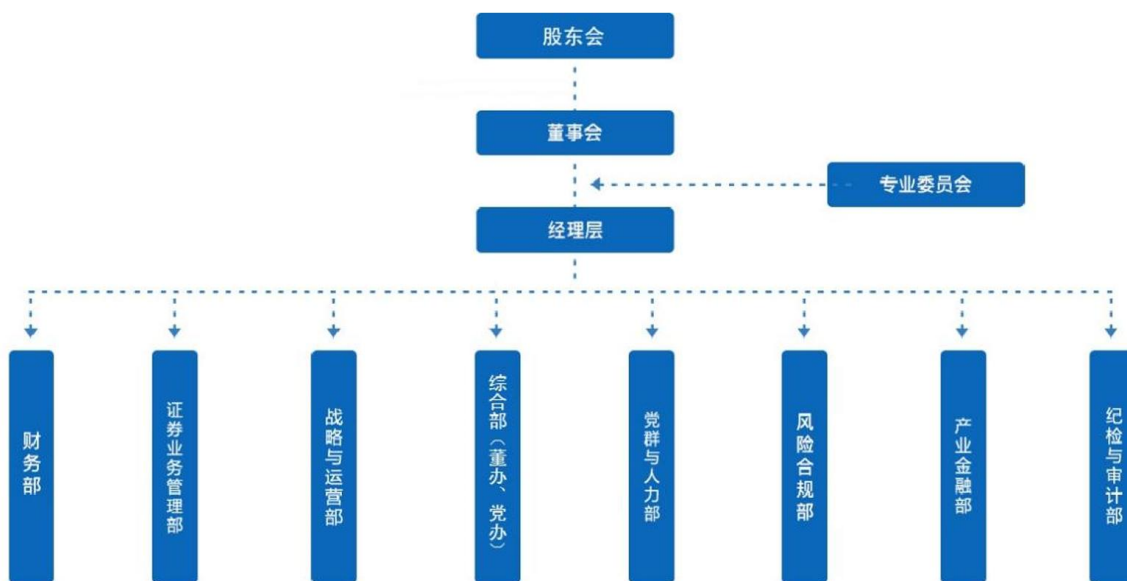 股东会
董事会
专业委员会
经理层
财务部
证券业务管理部
战略与运营部
综合部（董办、党办）
党群与人力部
风险合规部
产业金融部
纪检与审计部